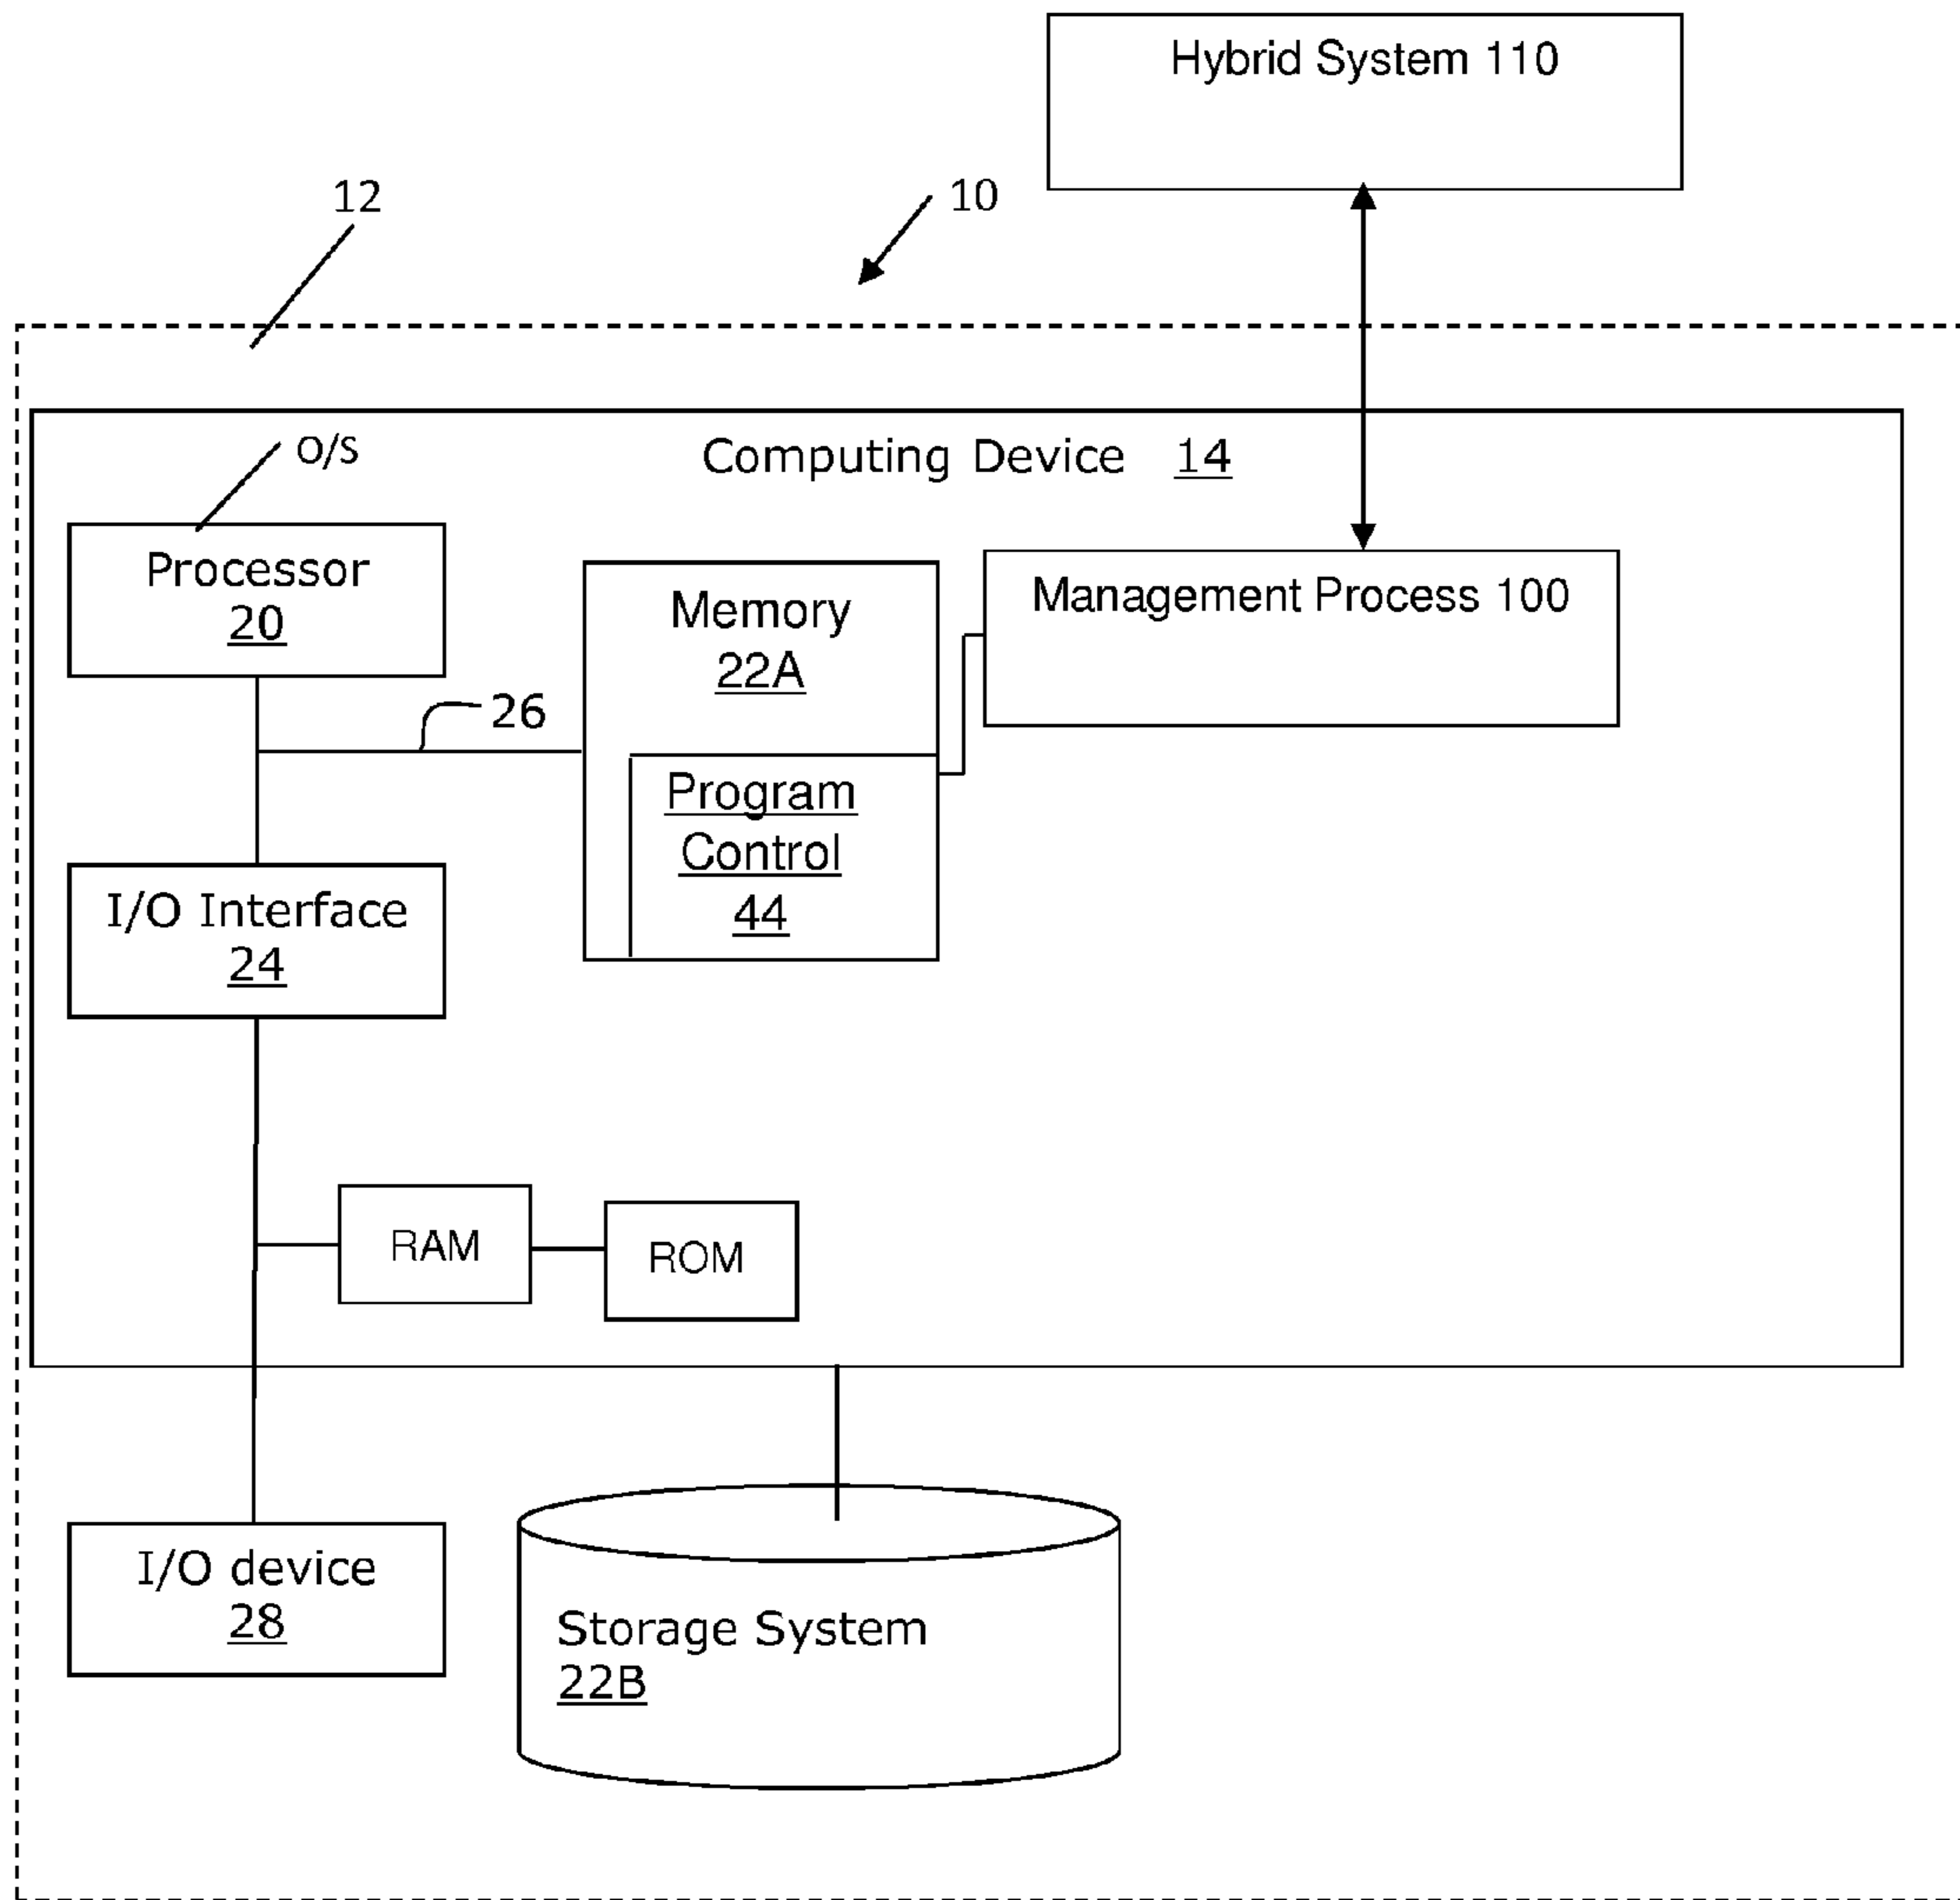 Hybrid System 110
12
10
O/S
Computing Device 14
Processor
20
Memory
22A
Management Process 100
26
Program
Control
44
I/O Interface
24
RAM
ROM
I/O device
28
Storage System
22B